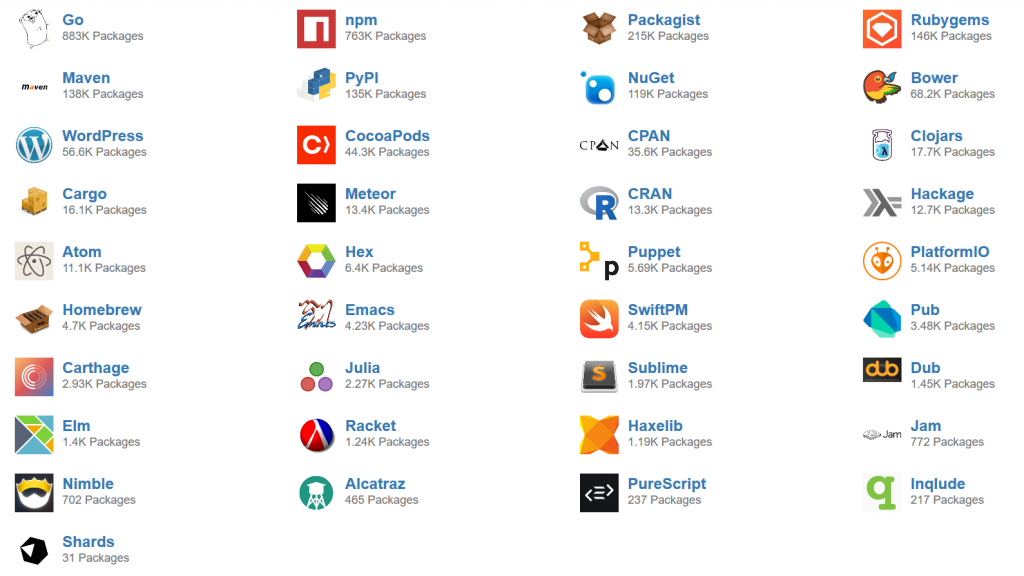 Go
883K Packages
npm
763K Packages
Packagist
215K Packages
Rubygems
146K Packages
maven
Maven
138K Packages
PyPI
135K Packages
NuGet
119K Packages
Bower
68.2K Packages
WordPress
56.6K Packages
CocoaPods
44.3K Packages
CPAN
CPAN
35.6K Packages
Clojars
17.7K Packages
Cargo
16.1K Packages
Meteor
13.4K Packages
R
CRAN
13.3K Packages
Hackage
12.7K Packages
Atom
11.1K Packages
Hex
6.4K Packages
p
Puppet
5.69K Packages
PlatformIO
5.14K Packages
Homebrew
4.7K Packages
Emacs
Emacs
4.23K Packages
SwiftPM
4.15K Packages
Pub
3.48K Packages
Carthage
2.93K Packages
Julia
2.27K Packages
S
Sublime
1.97K Packages
dub
Dub
1.45K Packages
Elm
1.4K Packages
Racket
1.24K Packages
Haxelib
1.19K Packages
Jam
Jam
772 Packages
Nimble
702 Packages
Alcatraz
465 Packages
PureScript
237 Packages
q
Inqlude
217 Packages
Shards
31 Packages